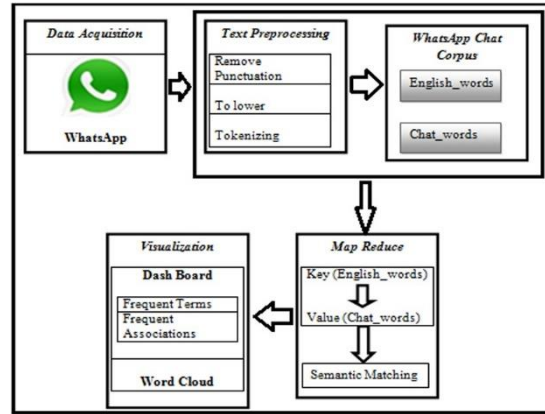 Data Acquisition
WhatsApp
Text Preprocessing
Remove
Punctuation
To lower
Tokenizing
WhatsApp Chat
Corpus
English_words
Chat_words
Visualization
Dash Board
Frequent Terms
Frequent
Associations
Word Cloud
Map Reduce
Key (English_words)
Value (Chat_words)
Semantic Matching